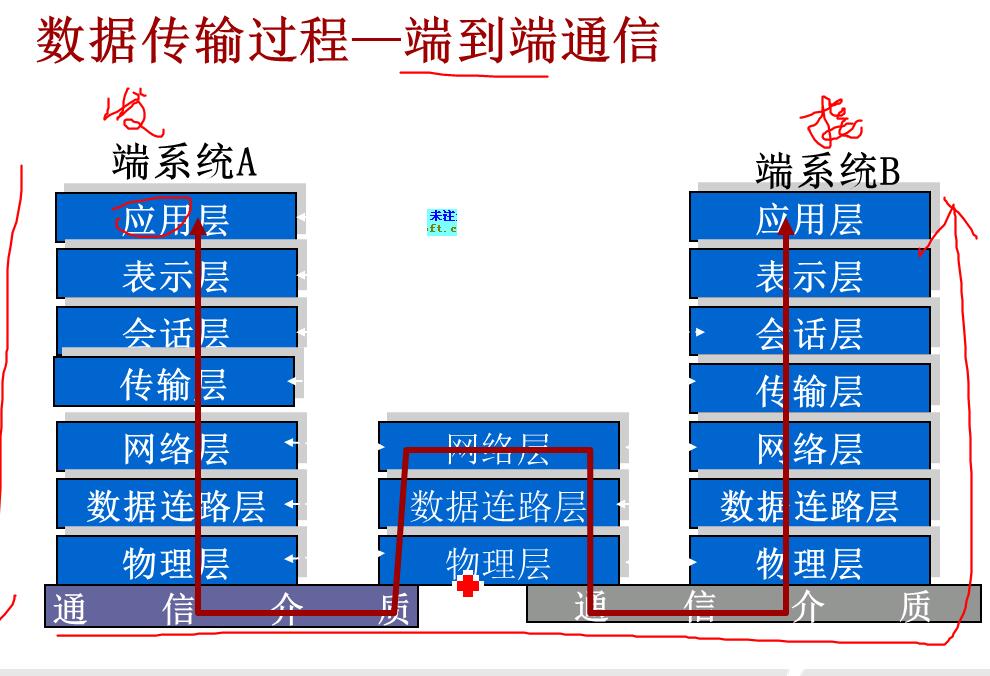 数据传输过程—端到端通信
发
接
端系统A
端系统B
未注
ft.c
应用层
应用层
表示层
表示层
会话层
会话层
传输层
传输层
网络层
网络层
网络层
数据连路层
数据连路层
数据连路层
物理层
物理层
物理层
通信介质
通信介质